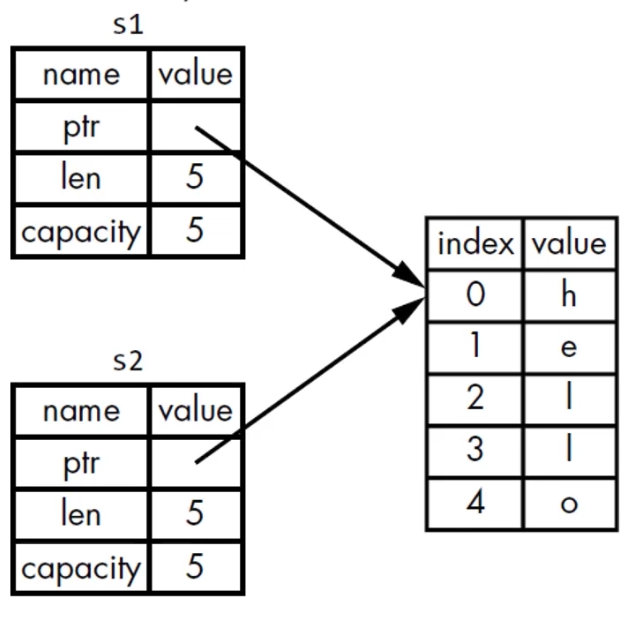 s1
name value
ptr
len 5
capacity 5
index value
0 h
1 e
2 l
3 l
4 o
s2
name value
ptr
len 5
capacity 5